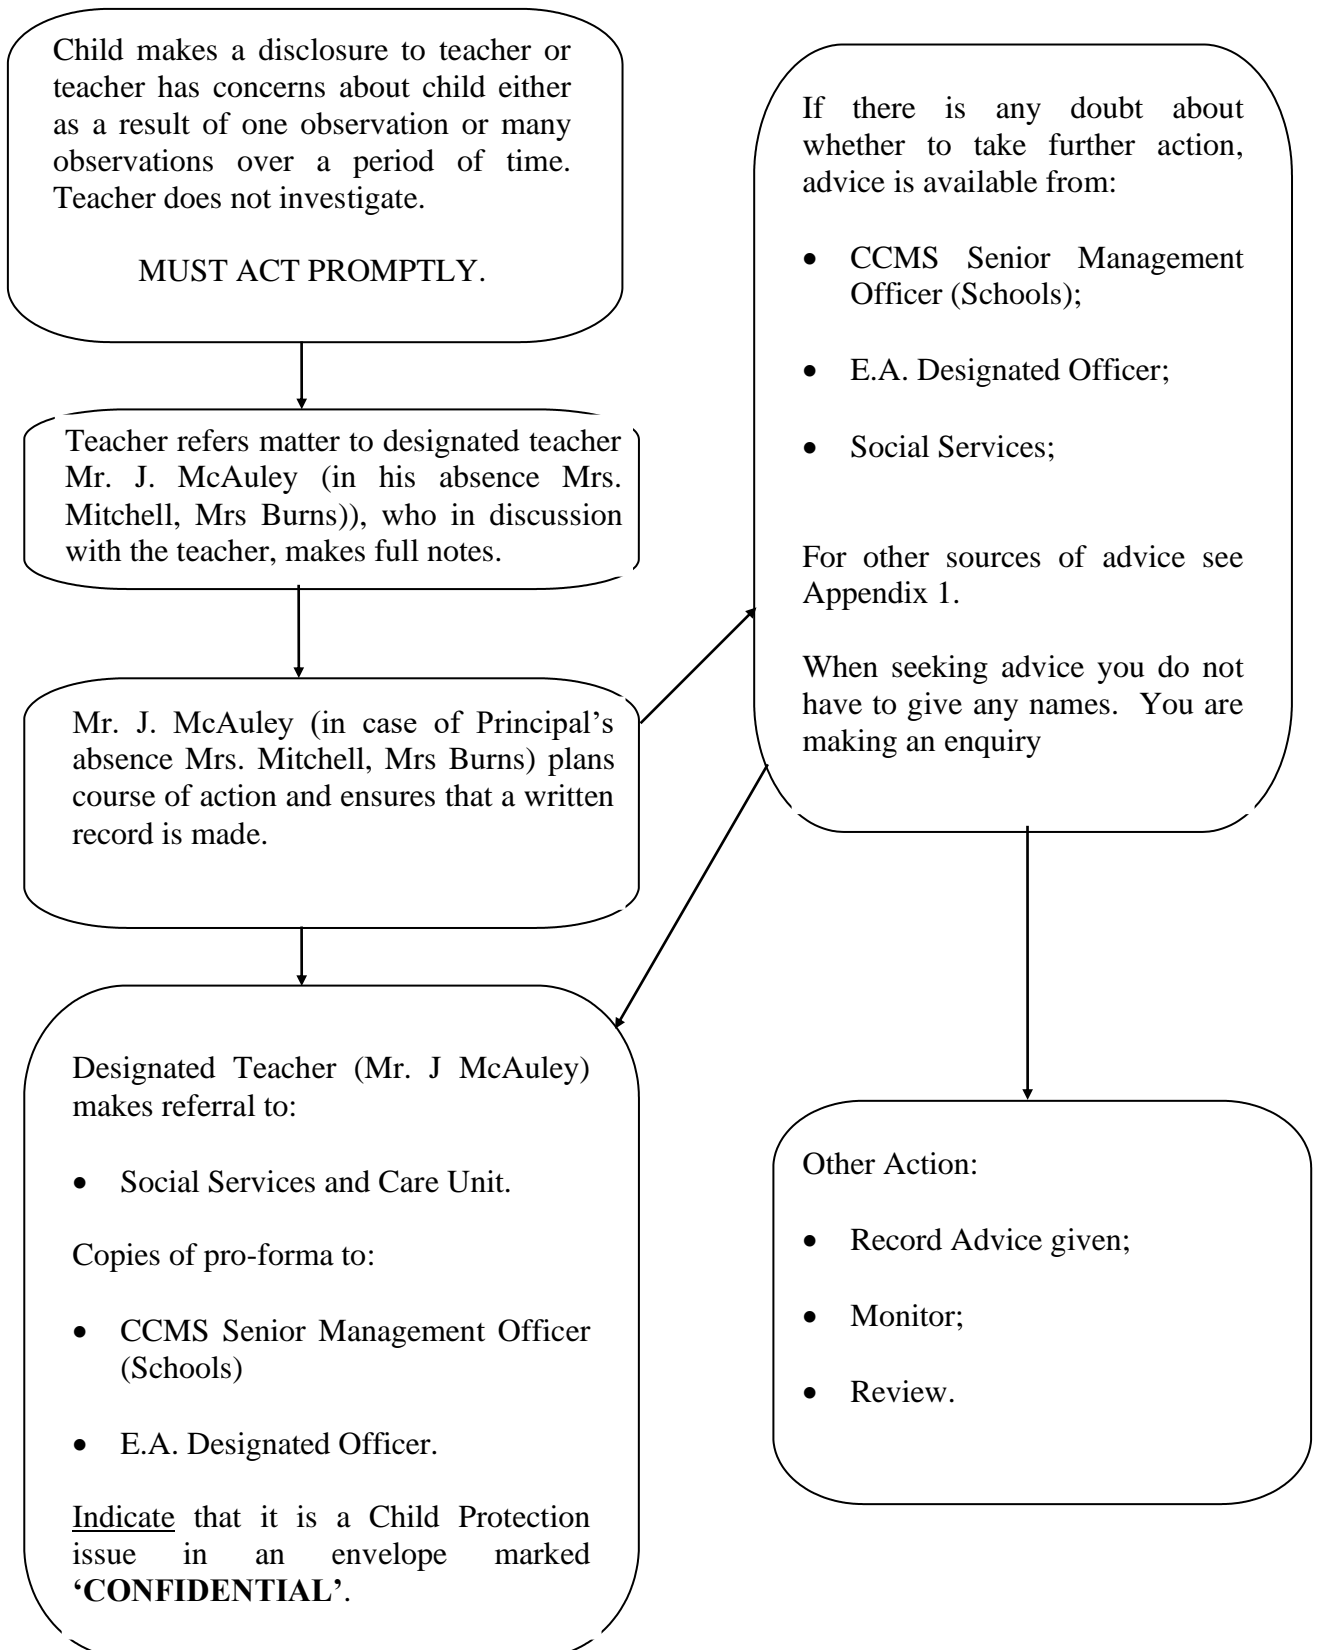 Child makes a disclosure to teacher or
teacher has concerns about child either
as a result of one observation or many
observations over a period of time.
Teacher does not investigate.
MUST ACT PROMPTLY.
Teacher refers matter to designated teacher
Mr. J. McAuley (in his absence Mrs.
Mitchell, Mrs Burns)), who in discussion
with the teacher, makes full notes.
Mr. J. McAuley (in case of Principal’s
absence Mrs. Mitchell, Mrs Burns) plans
course of action and ensures that a written
record is made.
Designated Teacher (Mr. J McAuley)
makes referral to:
• Social Services and Care Unit.
Copies of pro-forma to:
• CCMS Senior Management Officer
(Schools)
• E.A. Designated Officer.
Indicate that it is a Child Protection
issue in an envelope marked
‘CONFIDENTIAL’.
If there is any doubt about
whether to take further action,
advice is available from:
• CCMS Senior Management
Officer (Schools);
• E.A. Designated Officer;
• Social Services;
For other sources of advice see
Appendix 1.
When seeking advice you do not
have to give any names. You are
making an enquiry
Other Action:
• Record Advice given;
• Monitor;
• Review.